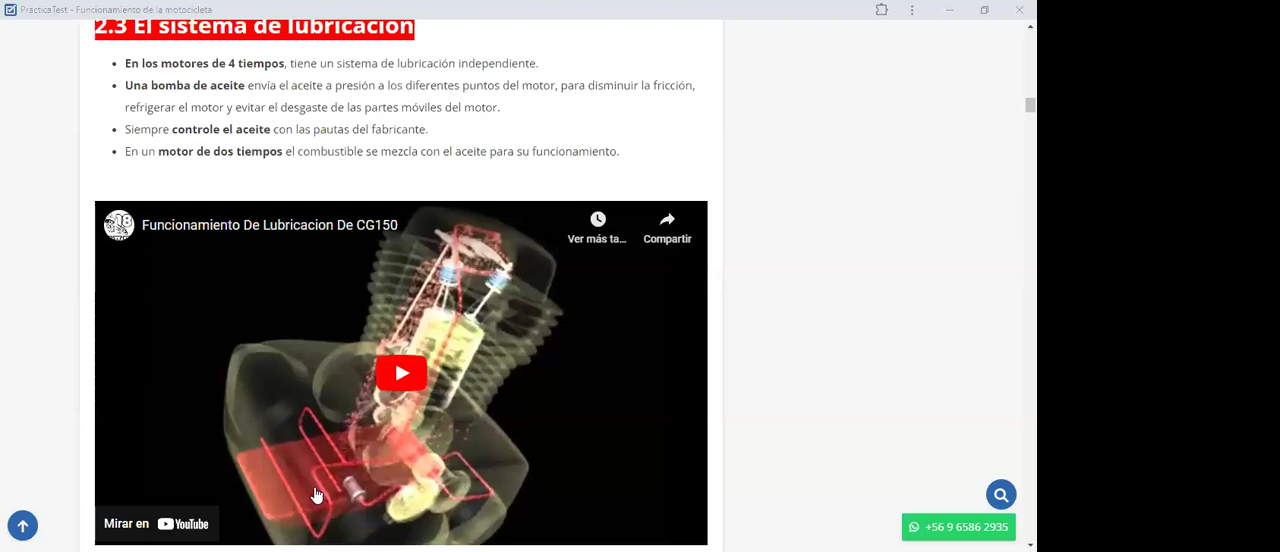 PracticaTest - Funcionamiento de la motocicleta
2.3 El sistema de lubricación
En los motores de 4 tiempos, tiene un sistema de lubricación independiente.
Una bomba de aceite envía el aceite a presión a los diferentes puntos del motor, para disminuir la fricción,
refrigerar el motor y evitar el desgaste de las partes móviles del motor.
Siempre controle el aceite con las pautas del fabricante.
En un motor de dos tiempos el combustible se mezcla con el aceite para su funcionamiento.
Funcionamiento De Lubricacion De CG150
Ver más ta... Compartir
Mirar en YouTube
+56 9 6586 2935